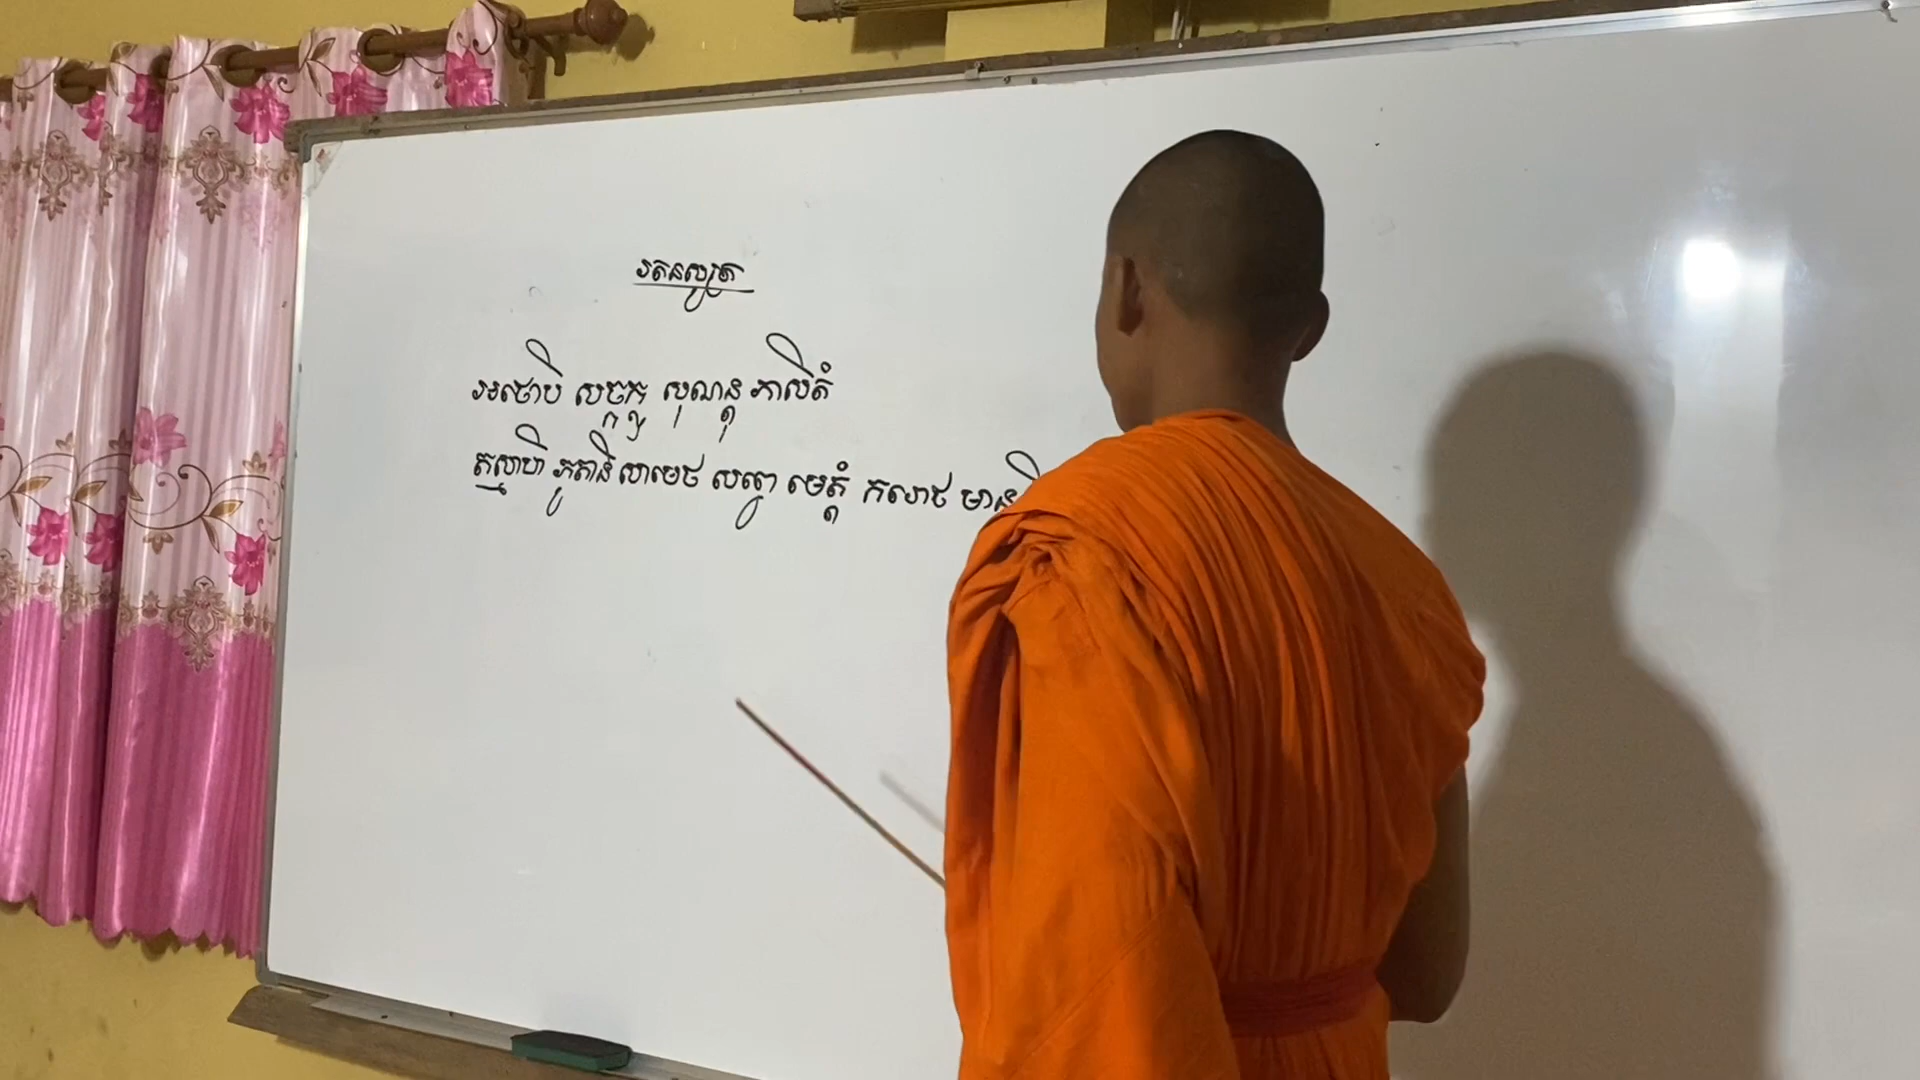 រតនសូត្រ
អថោបិ សច្ចក្ខ សុណន្តុ ភាសិតំ
តស្មាហិ ភូតានិ សាមេថ សព្វេ មេត្តំ ករោថ